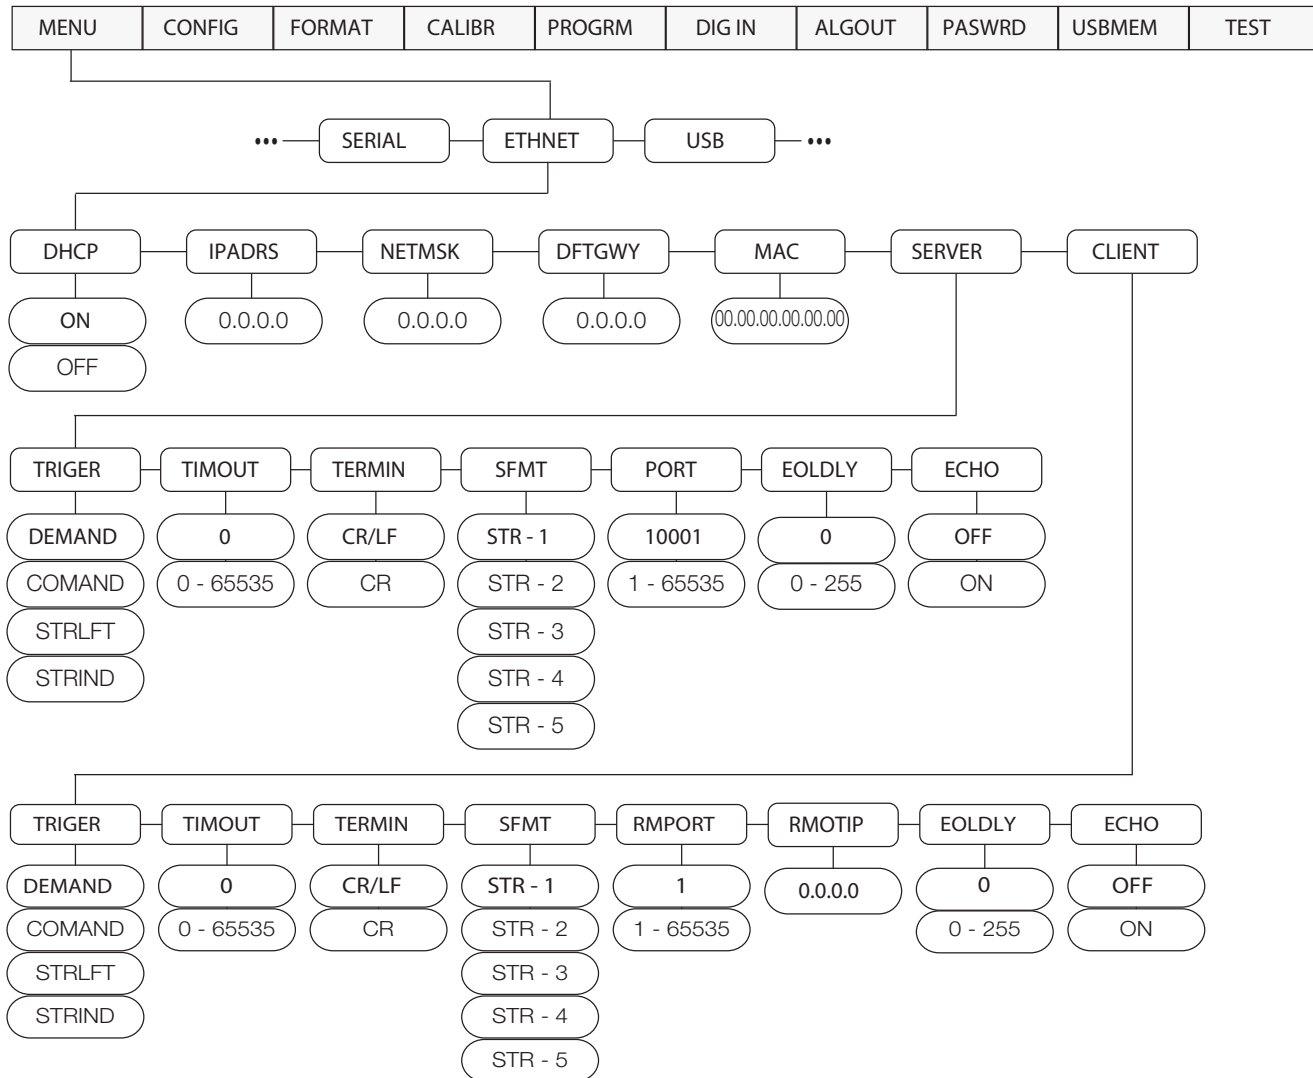 MENU CONFIG FORMAT CALIBR PROGRM DIG IN ALGOUT PASWRD USBMEM TEST
••• SERIAL ETHNET USB •••
DHCP IPADRS NETMSK DFTGWY MAC SERVER CLIENT
ON 0.0.0.0 0.0.0.0 0.0.0.0 00.00.00.00.00.00
OFF
TRIGER TIMOUT TERMIN SFMT PORT EOLDLY ECHO
DEMAND 0 CR/LF STR - 1 10001 0 OFF
COMAND 0 - 65535 CR STR - 2 1 - 65535 0 - 255 ON
STRLFT STR - 3
STRIND STR - 4
STR - 5
TRIGER TIMOUT TERMIN SFMT RMPORT RMOTIP EOLDLY ECHO
DEMAND 0 CR/LF STR - 1 1 0.0.0.0 0 OFF
COMAND 0 - 65535 CR STR - 2 1 - 65535 0 - 255 ON
STRLFT STR - 3
STRIND STR - 4
STR - 5